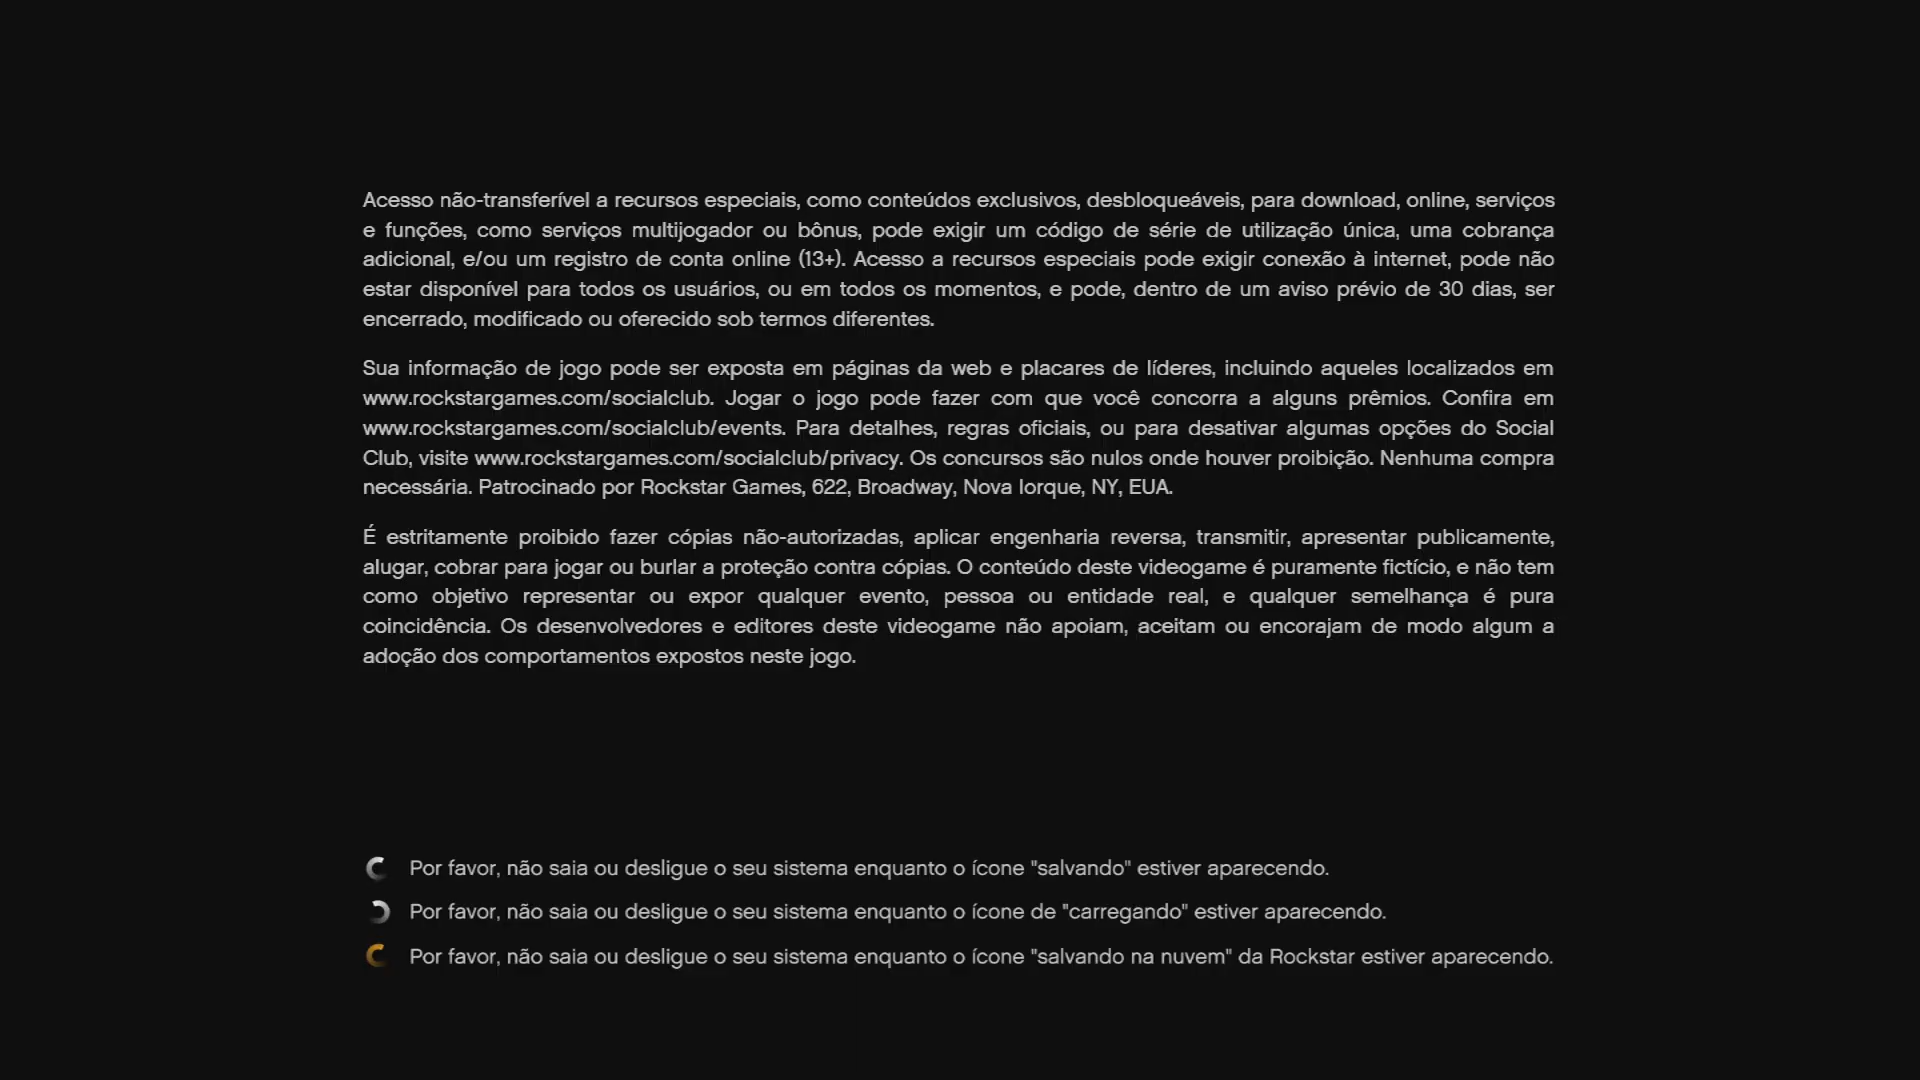 Acesso não-transferível a recursos especiais, como conteúdos exclusivos, desbloqueáveis, para download, online, serviços
e funções, como serviços multijogador ou bônus, pode exigir um código de série de utilização única, uma cobrança
adicional, e/ou um registro de conta online (13+). Acesso a recursos especiais pode exigir conexão à internet, pode não
estar disponível para todos os usuários, ou em todos os momentos, e pode, dentro de um aviso prévio de 30 dias, ser
encerrado, modificado ou oferecido sob termos diferentes.
Sua informação de jogo pode ser exposta em páginas da web e placares de líderes, incluindo aqueles localizados em
www.rockstargames.com/socialclub. Jogar o jogo pode fazer com que você concorra a alguns prêmios. Confira em
www.rockstargames.com/socialclub/events. Para detalhes, regras oficiais, ou para desativar algumas opções do Social
Club, visite www.rockstargames.com/socialclub/privacy. Os concursos são nulos onde houver proibição. Nenhuma compra
necessária. Patrocinado por Rockstar Games, 622, Broadway, Nova Iorque, NY, EUA.
É estritamente proibido fazer cópias não-autorizadas, aplicar engenharia reversa, transmitir, apresentar publicamente,
alugar, cobrar para jogar ou burlar a proteção contra cópias. O conteúdo deste videogame é puramente fictício, e não tem
como objetivo representar ou expor qualquer evento, pessoa ou entidade real, e qualquer semelhança é pura
coincidência. Os desenvolvedores e editores deste videogame não apoiam, aceitam ou encorajam de modo algum a
adoção dos comportamentos expostos neste jogo.
Por favor, não saia ou desligue o seu sistema enquanto o ícone "salvando" estiver aparecendo.
Por favor, não saia ou desligue o seu sistema enquanto o ícone de "carregando" estiver aparecendo.
Por favor, não saia ou desligue o seu sistema enquanto o ícone "salvando na nuvem" da Rockstar estiver aparecendo.